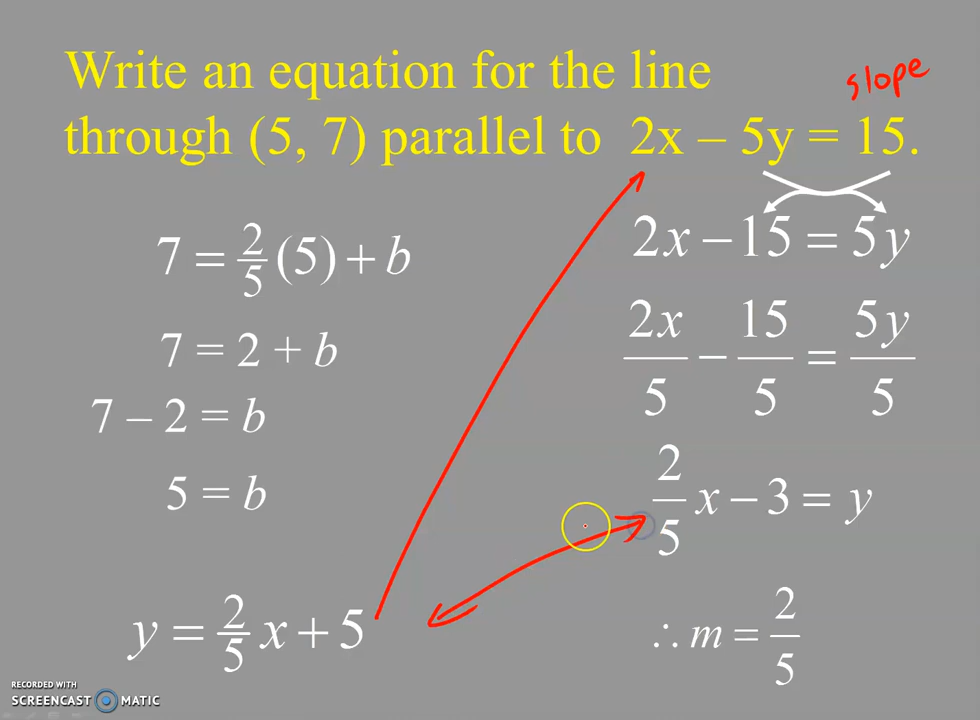 Write an equation for the line
slope
through (5, 7) parallel to 2x – 5y = 15.
7 = 2/5 (5) + b
7 = 2 + b
7 – 2 = b
5 = b
y = 2/5 x + 5
2x − 15 = 5y
2x/5 − 15/5 = 5y/5
2/5 x − 3 = y
∴ m = 2/5
RECORDED WITH
SCREENCAST MATIC